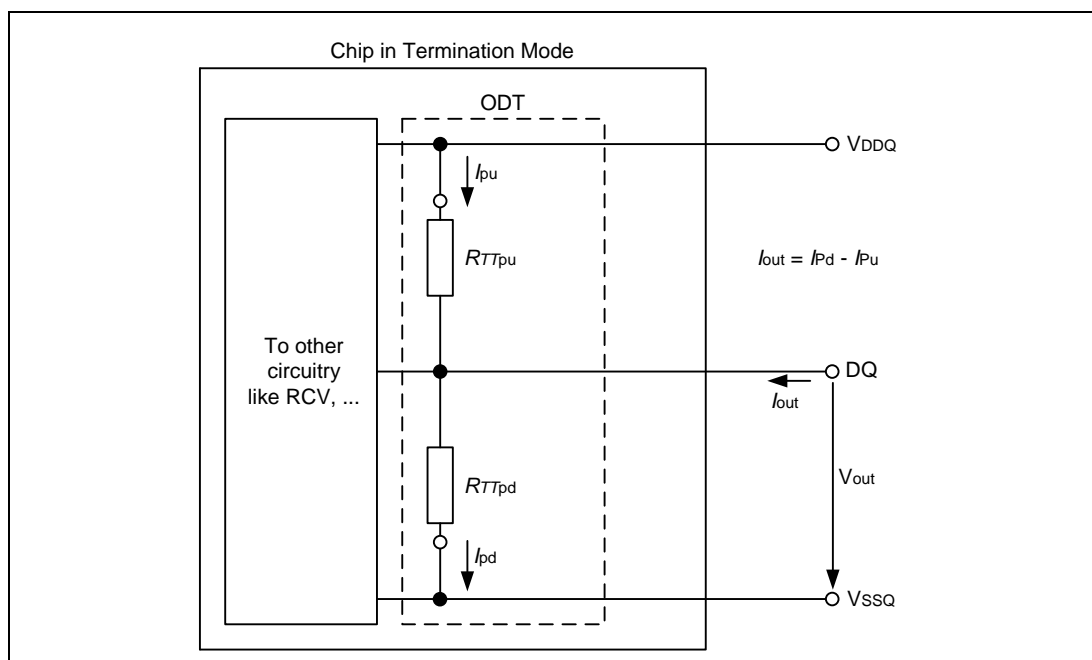 Chip in Termination Mode
ODT
VDDQ
Ipu
RTTpu
Iout = IPd - IPu
To other
circuitry
like RCV, ...
DQ
Iout
RTTpd
Vout
Ipd
VSSQ